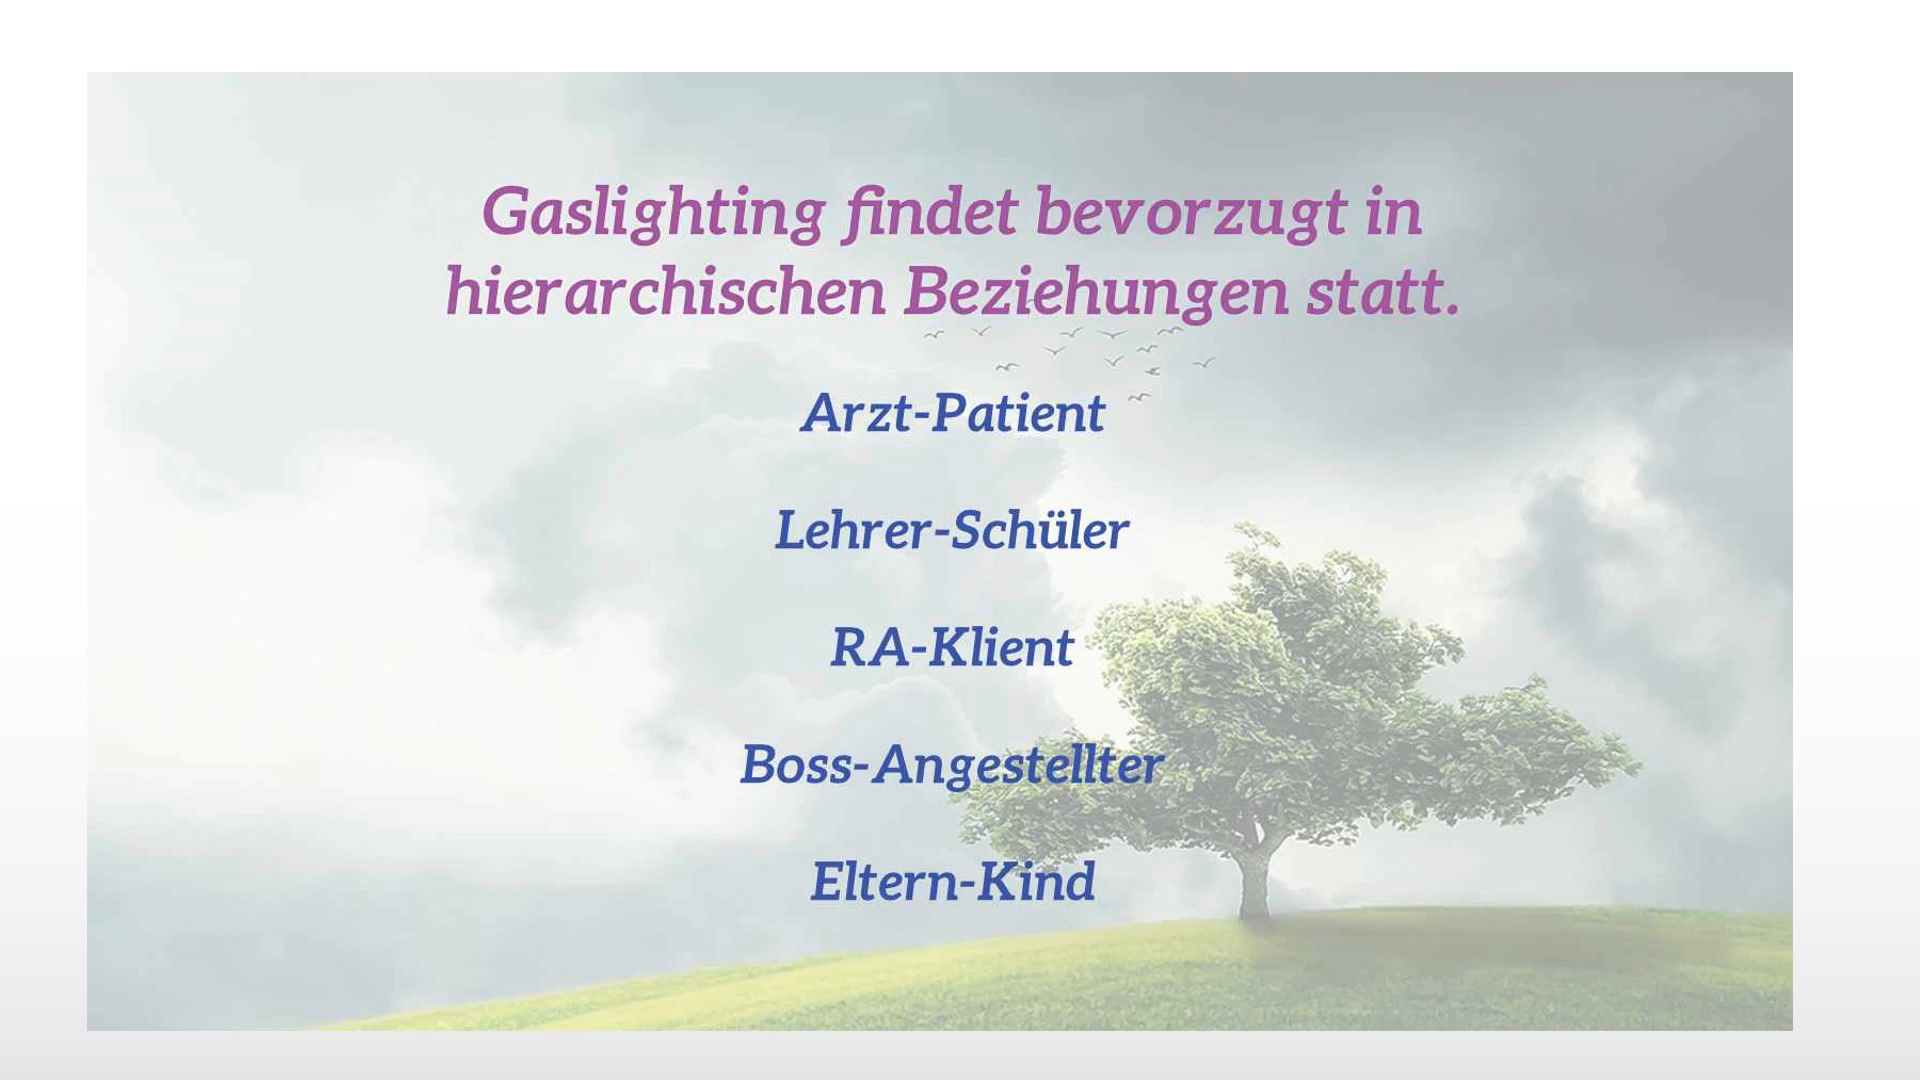 Gaslighting findet bevorzugt in
hierarchischen Beziehungen statt.
Arzt-Patient
Lehrer-Schüler
RA-Klient
Boss-Angestellter
Eltern-Kind